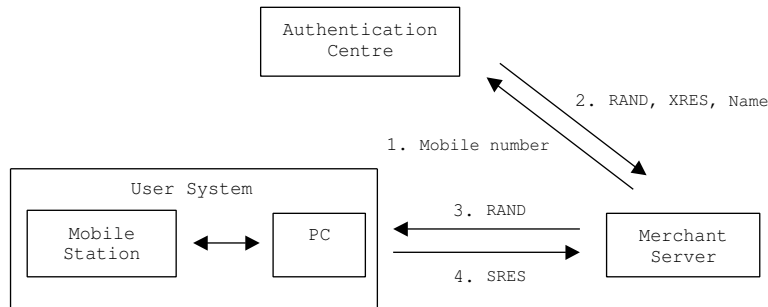 Authentication
Centre
2. RAND, XRES, Name
1. Mobile number
User System
3. RAND
Mobile
Station
PC
Merchant
Server
4. SRES